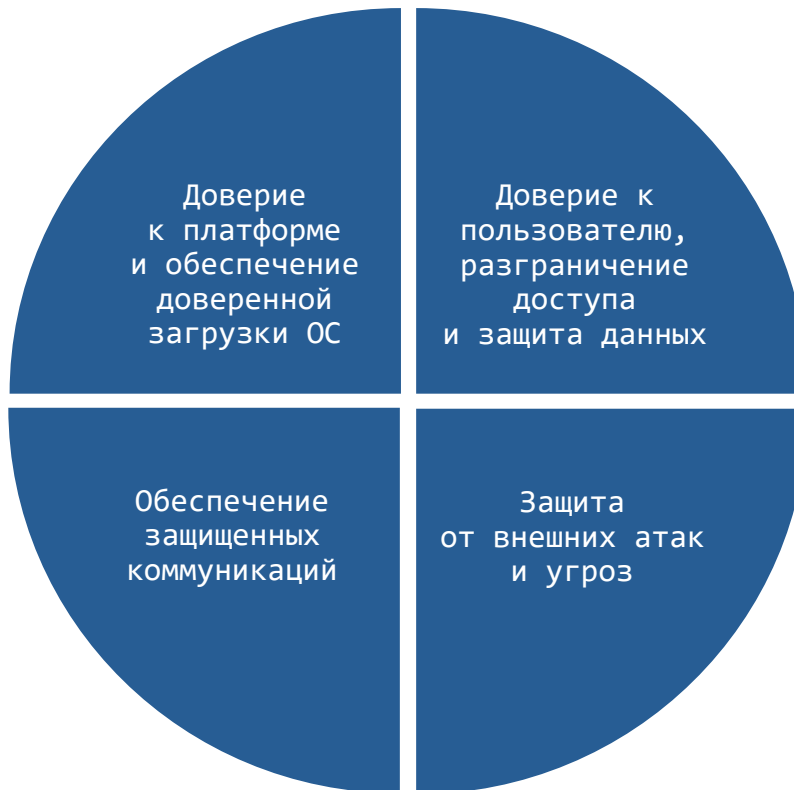 Доверие
к платформе
и обеспечение
доверенной
загрузки ОС
Доверие к
пользователю,
разграничение
доступа
и защита данных
Обеспечение
защищенных
коммуникаций
Защита
от внешних атак
и угроз